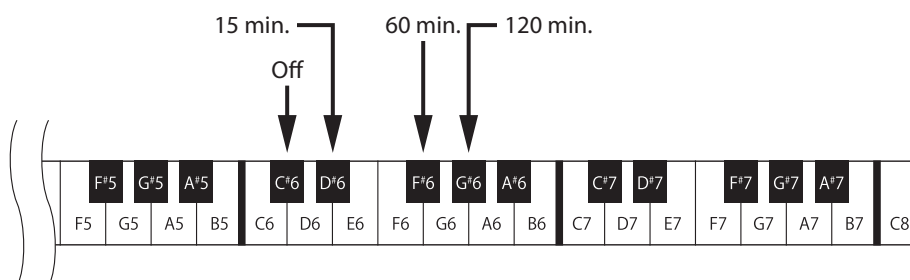 15 min. 60 min. 120 min.
Off
F#5 G#5 A#5 C#6 D#6 F#6 G#6 A#6 C#7 D#7 F#7 G#7 A#7
F5 G5 A5 B5 C6 D6 E6 F6 G6 A6 B6 C7 D7 E7 F7 G7 A7 B7 C8